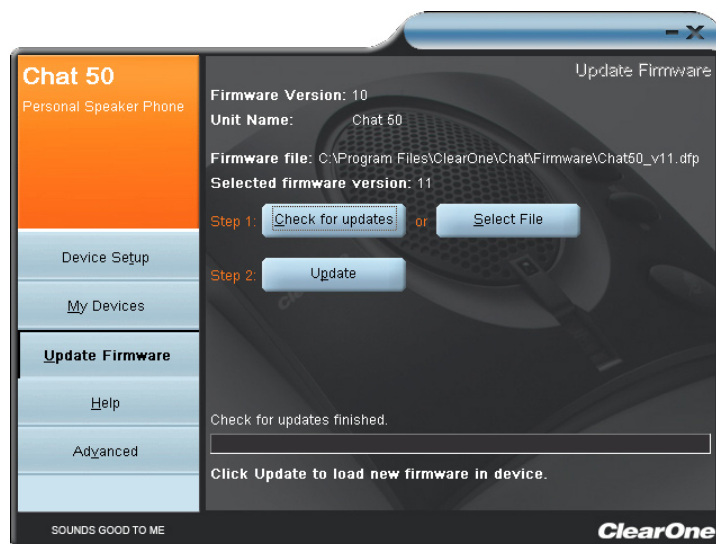 Chat 50
Personal Speaker Phone
Update Firmware
Firmware Version: 10
Unit Name: Chat 50
Firmware file: C:\Program Files\ClearOne\Chat\Firmware\Chat50_v11.dfp
Selected firmware version: 11
Step 1: Check for updates or Select File
Step 2: Update
Device Setup
My Devices
Update Firmware
Help
Advanced
Check for updates finished.
Click Update to load new firmware in device.
SOUNDS GOOD TO ME
ClearOne